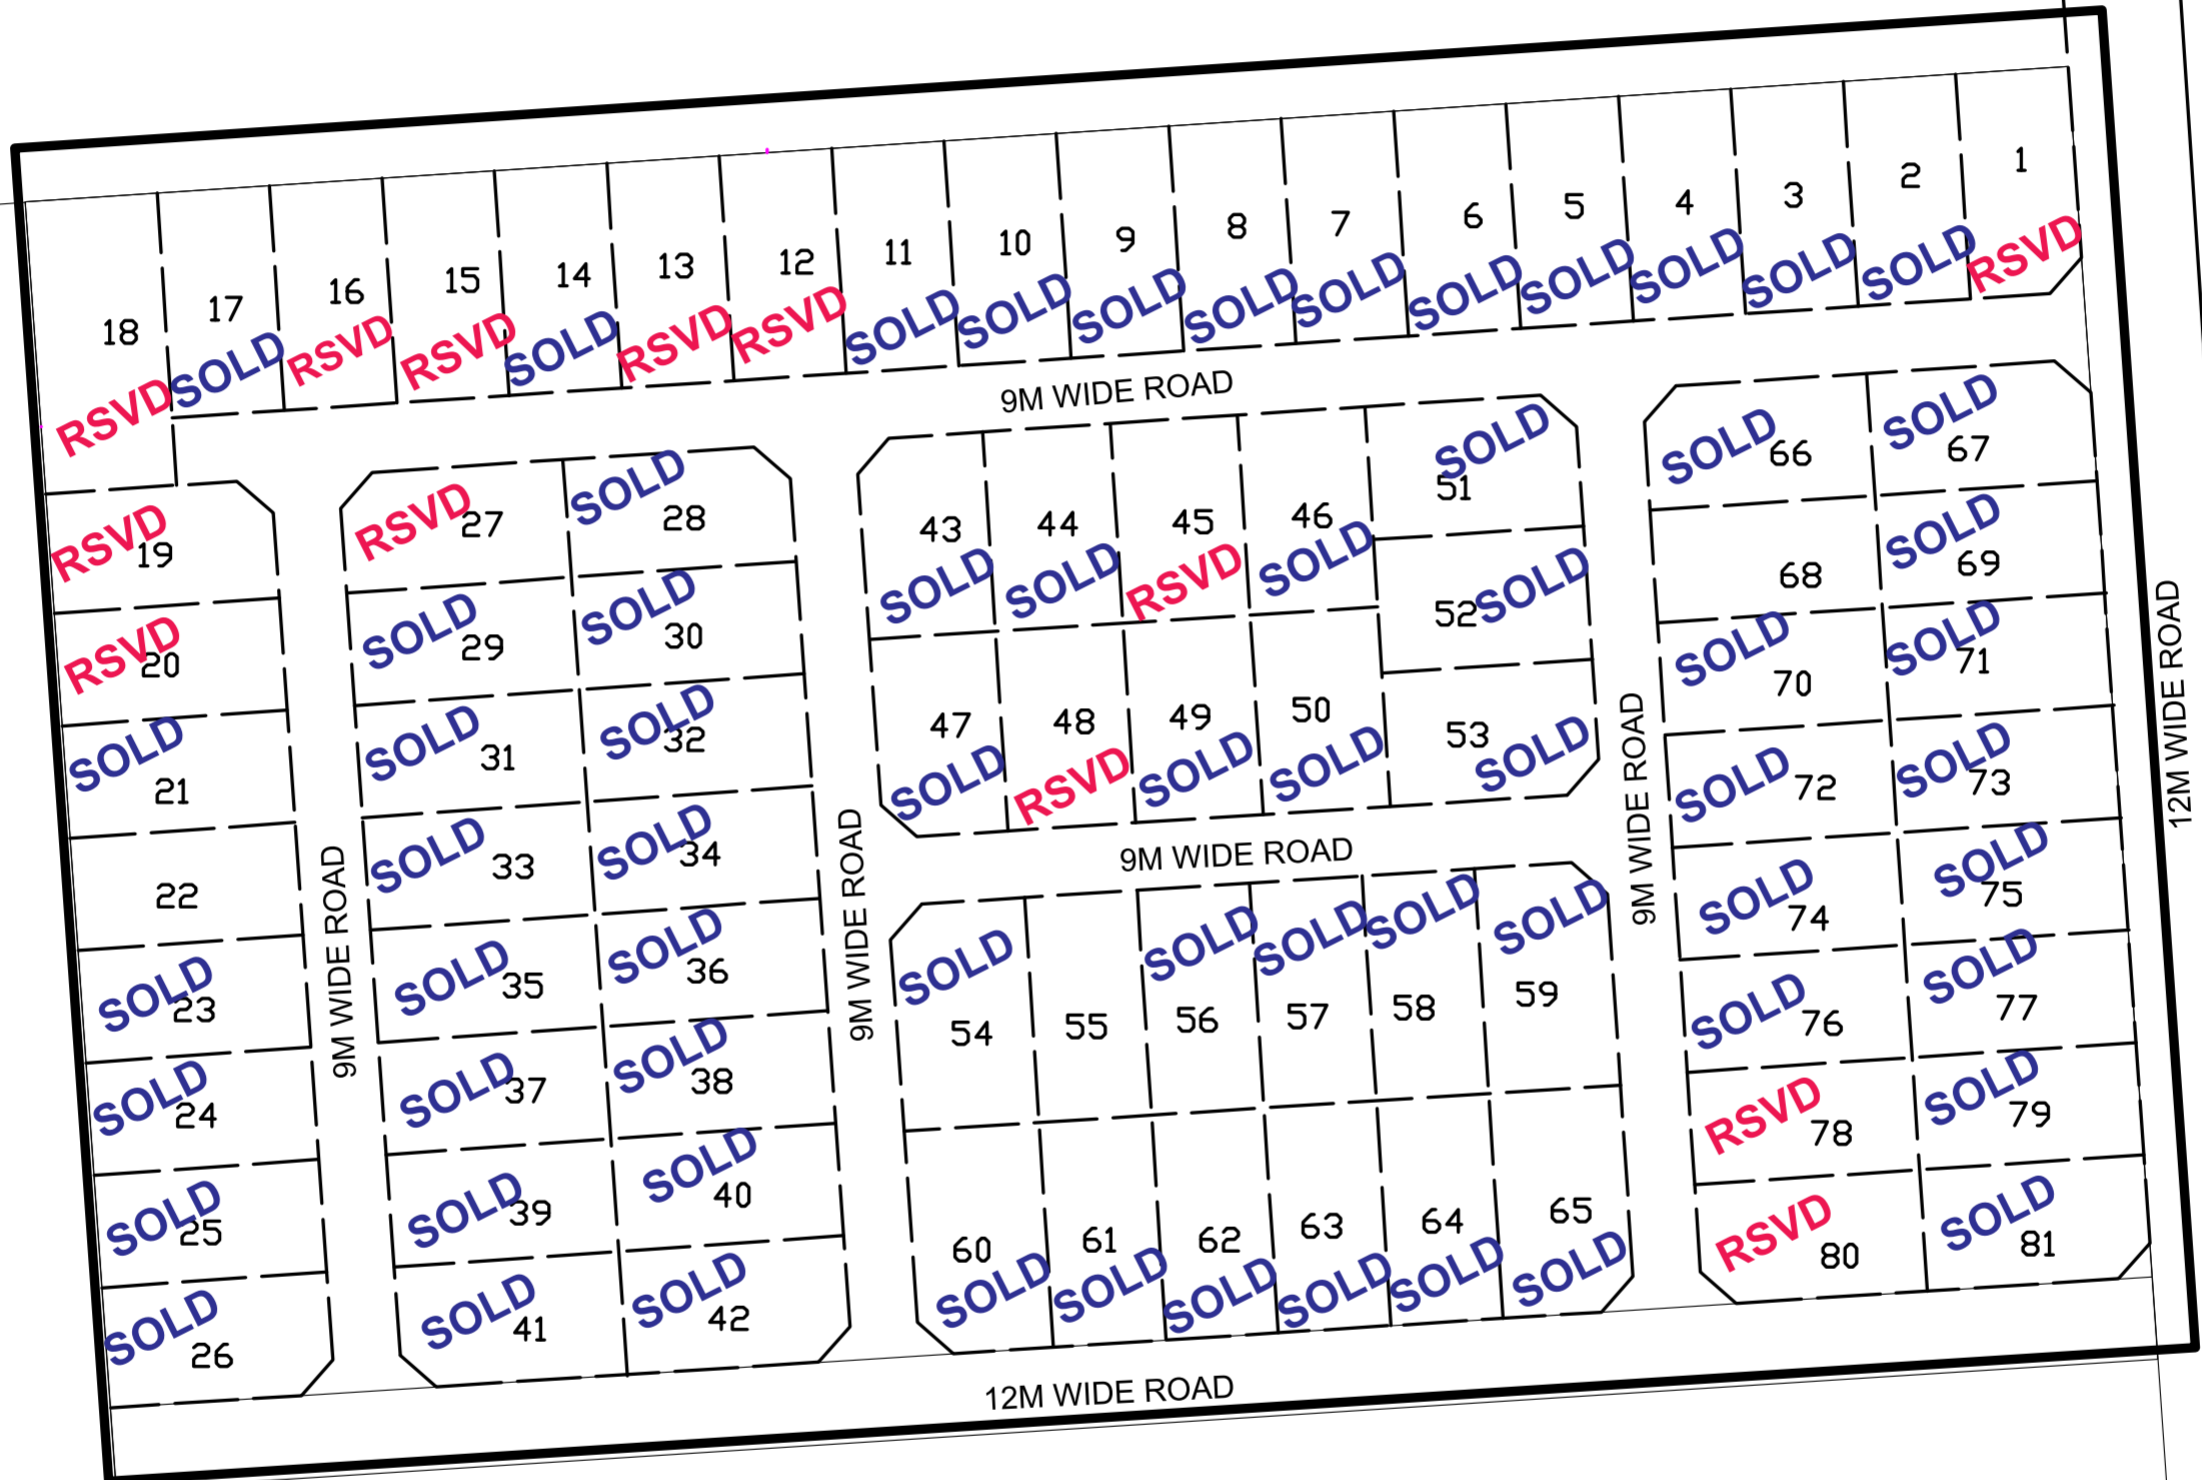 1
RSVD
2
SOLD
3
SOLD
4
SOLD
5
SOLD
6
SOLD
7
SOLD
8
SOLD
9
SOLD
10
SOLD
11
SOLD
12
RSVD
13
RSVD
14
SOLD
15
RSVD
16
RSVD
17
SOLD
18
RSVD
9M WIDE ROAD
RSVD
19
RSVD
20
SOLD
21
22
SOLD
23
SOLD
24
SOLD
25
SOLD
26
9M WIDE ROAD
RSVD
27
SOLD
28
SOLD
29
SOLD
30
SOLD
31
SOLD
32
SOLD
33
SOLD
34
SOLD
35
SOLD
36
SOLD
37
SOLD
38
SOLD
39
SOLD
40
SOLD
41
SOLD
42
9M WIDE ROAD
43
SOLD
44
SOLD
45
RSVD
46
SOLD
47
SOLD
48
RSVD
49
SOLD
50
SOLD
SOLD
51
52
SOLD
53
SOLD
9M WIDE ROAD
SOLD
54
55
SOLD
56
SOLD
57
SOLD
58
SOLD
59
60
SOLD
61
SOLD
62
SOLD
63
SOLD
64
SOLD
65
SOLD
9M WIDE ROAD
SOLD
66
SOLD
67
68
SOLD
69
SOLD
70
SOLD
71
SOLD
72
SOLD
73
SOLD
74
SOLD
75
SOLD
76
SOLD
77
RSVD
78
SOLD
79
RSVD
80
SOLD
81
12M WIDE ROAD
12M WIDE ROAD